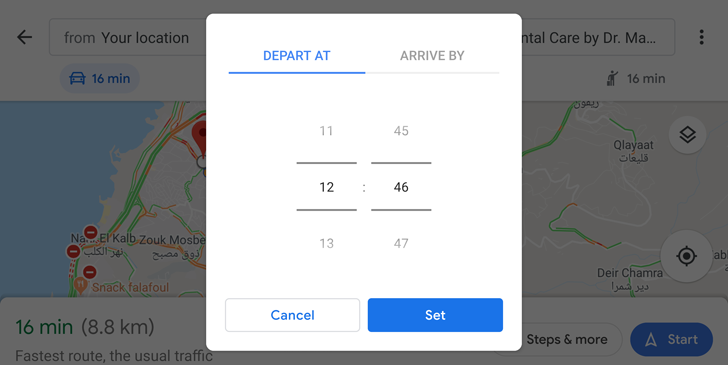 from Your location
ntal Care by Dr. Ma...
16 min
16 min
DEPART AT
ARRIVE BY
11
45
12 : 46
13
47
Cancel
Set
زيفون
Qlayaat
قليعات
Nahr El Kalb
نهر الكلب
Zouk Mosbe
ذوق مصبح
Snack falafoul
Deir Chamra
دير شمرا
16 min (8.8 km)
Fastest route, the usual traffic
Steps & more
Start